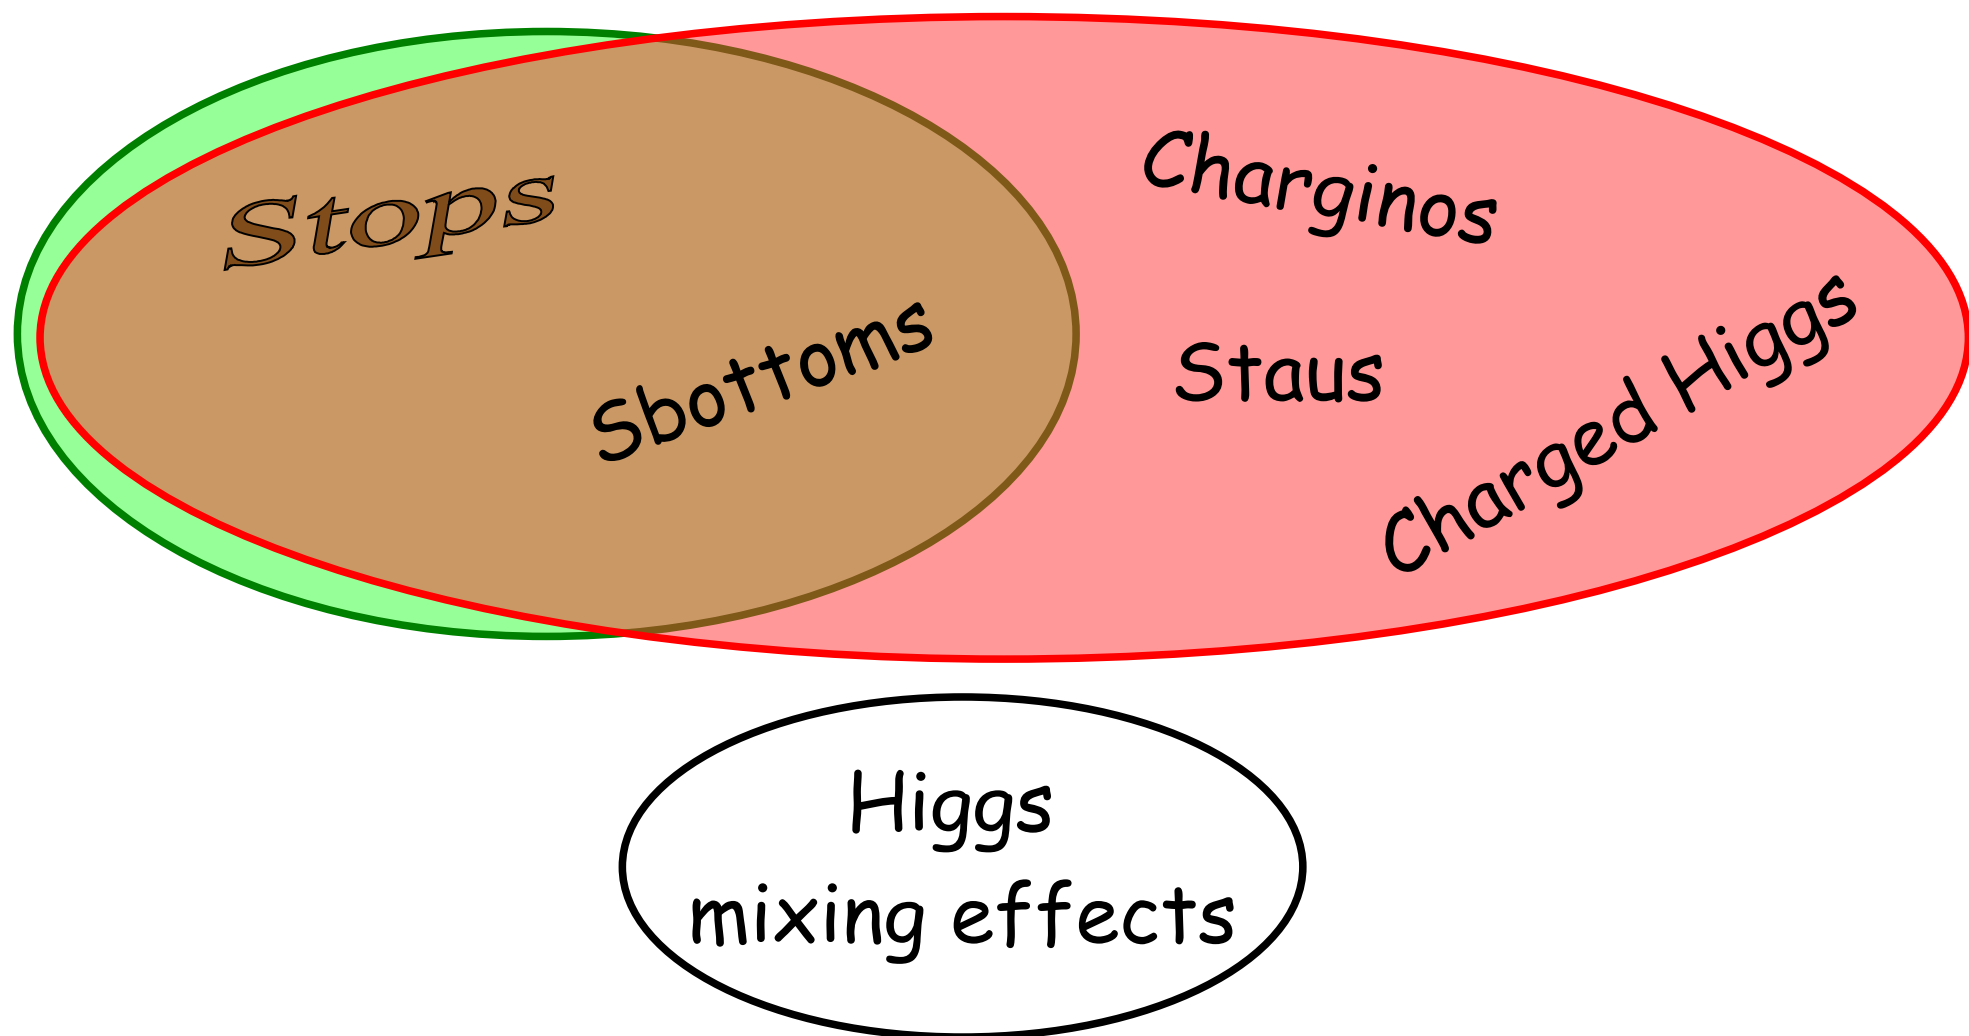 Stops
Charginos
Sbottoms
Staus
Charged Higgs
Higgs
mixing effects